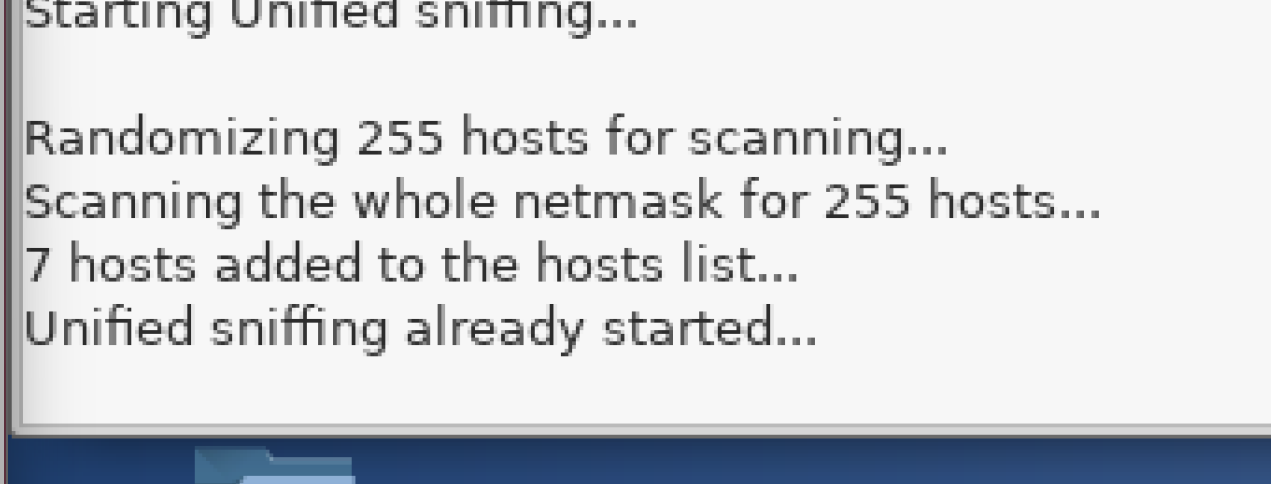 Starting Unified sniffing...
Randomizing 255 hosts for scanning...
Scanning the whole netmask for 255 hosts...
7 hosts added to the hosts list...
Unified sniffing already started...